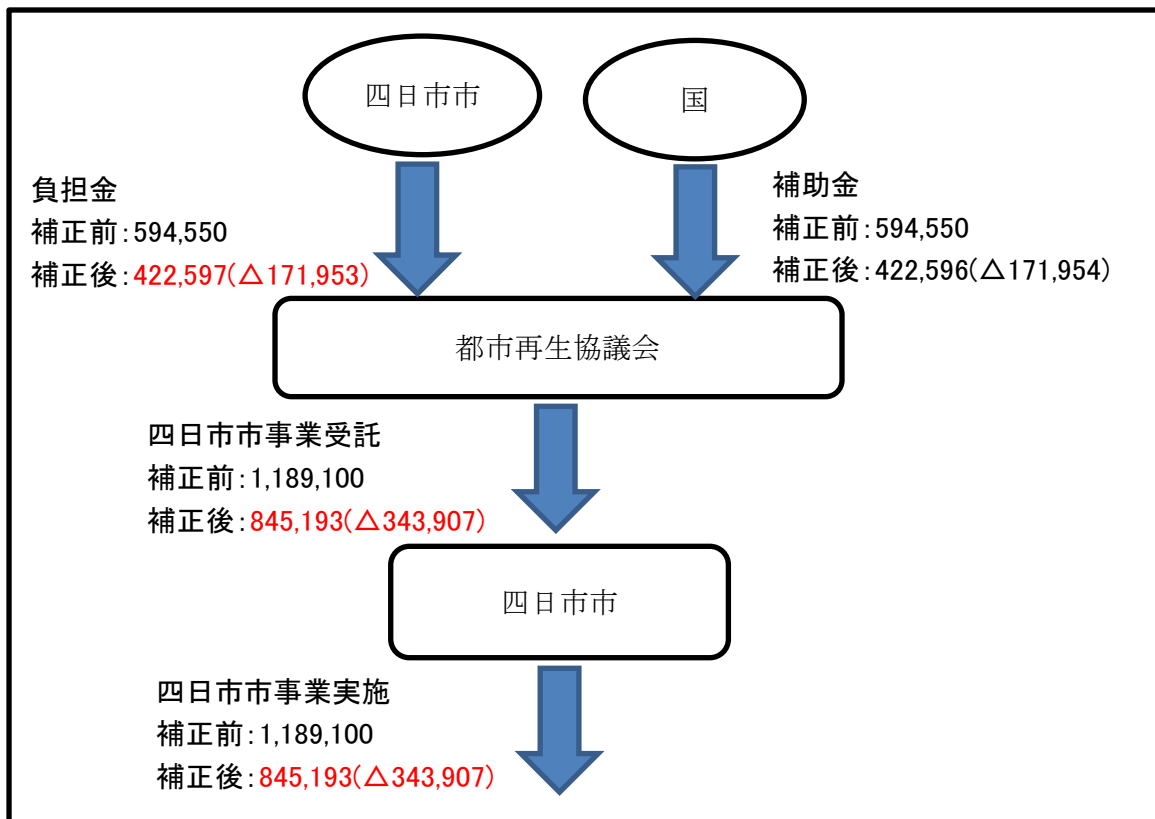 四日市市
国
負担金
補正前:594,550
補正後:422,597(△171,953)
補助金
補正前:594,550
補正後:422,596(△171,954)
都市再生協議会
四日市市事業受託
補正前:1,189,100
補正後:845,193(△343,907)
四日市市
四日市市事業実施
補正前:1,189,100
補正後:845,193(△343,907)